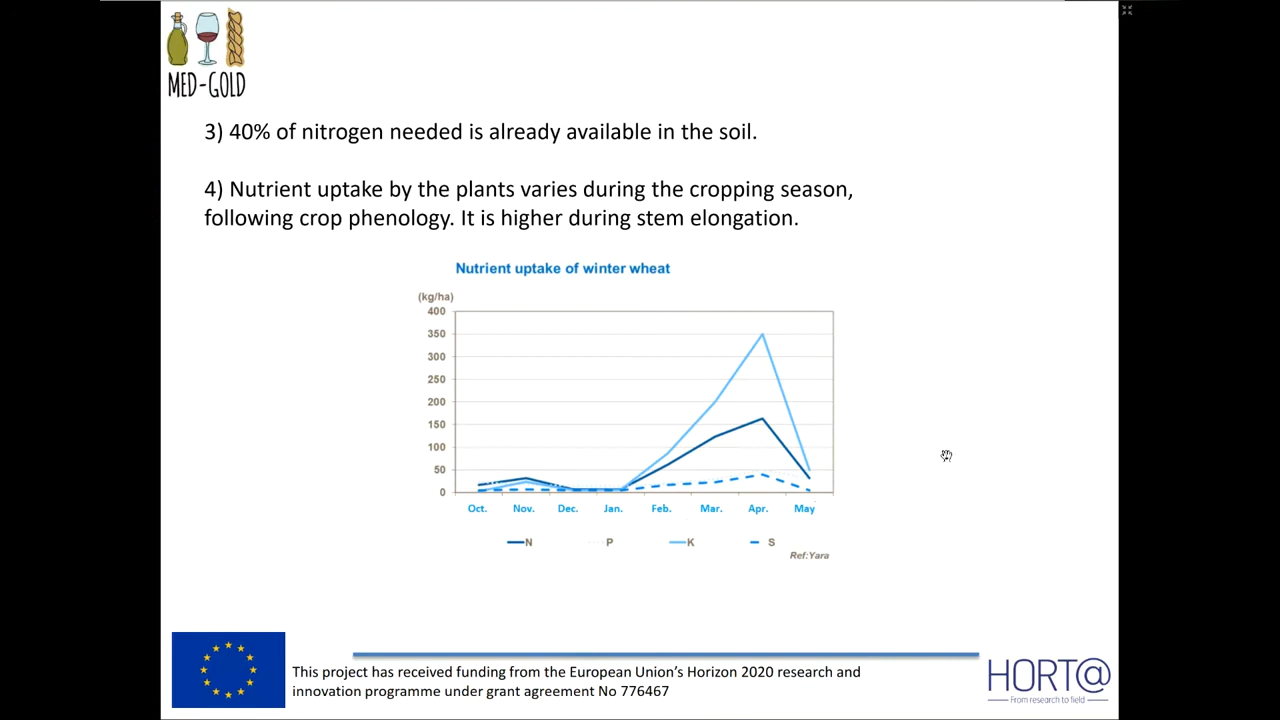 MED-GOLD
3) 40% of nitrogen needed is already available in the soil.
4) Nutrient uptake by the plants varies during the cropping season,
following crop phenology. It is higher during stem elongation.
Nutrient uptake of winter wheat
(kg/ha)
400
350
300
250
200
150
100
50
0
Oct. Nov. Dec. Jan. Feb. Mar. Apr. May
N P K S
Ref:Yara
This project has received funding from the European Union’s Horizon 2020 research and
innovation programme under grant agreement No 776467
HORT@
From research to field